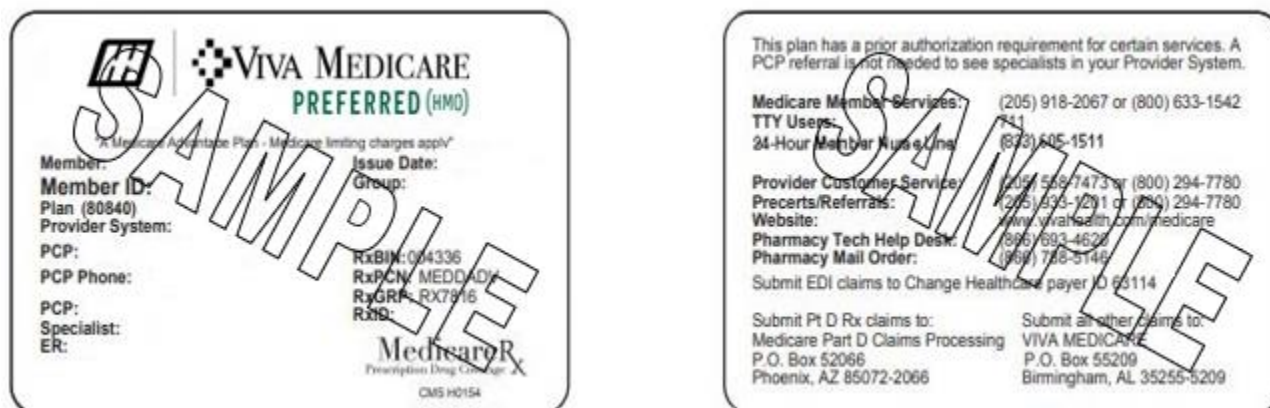 VIVA MEDICARE
PREFERRED (HMO)
"A Medicare Advantage Plan - Medicare limiting charges apply"
Member:
Issue Date:
Member ID:
Group:
Plan (80840)
Provider System:
PCP:
RxBIN: 004336
PCP Phone:
RxPCN: MEDDADV
RxGRP: RX7816
PCP:
RxID:
Specialist:
ER:
MedicareRx
Prescription Drug Coverage
CMS H0154
SAMPLE
This plan has a prior authorization requirement for certain services. A
PCP referral is not needed to see specialists in your Provider System.
Medicare Member Services: (205) 918-2067 or (800) 633-1542
TTY Users: 711
24-Hour Member Nurse Line: (833) 605-1511
Provider Customer Service: (205) 558-7473 or (800) 294-7780
Precerts/Referrals: (205) 933-1201 or (800) 294-7780
Website: www.vivahealth.com/medicare
Pharmacy Tech Help Desk: (866) 693-4620
Pharmacy Mail Order: (866) 788-5146
Submit EDI claims to Change Healthcare payer ID 63114
Submit Pt D Rx claims to:
Medicare Part D Claims Processing
P.O. Box 52066
Phoenix, AZ 85072-2066
Submit all other claims to:
VIVA MEDICARE
P.O. Box 55209
Birmingham, AL 35255-5209
SAMPLE